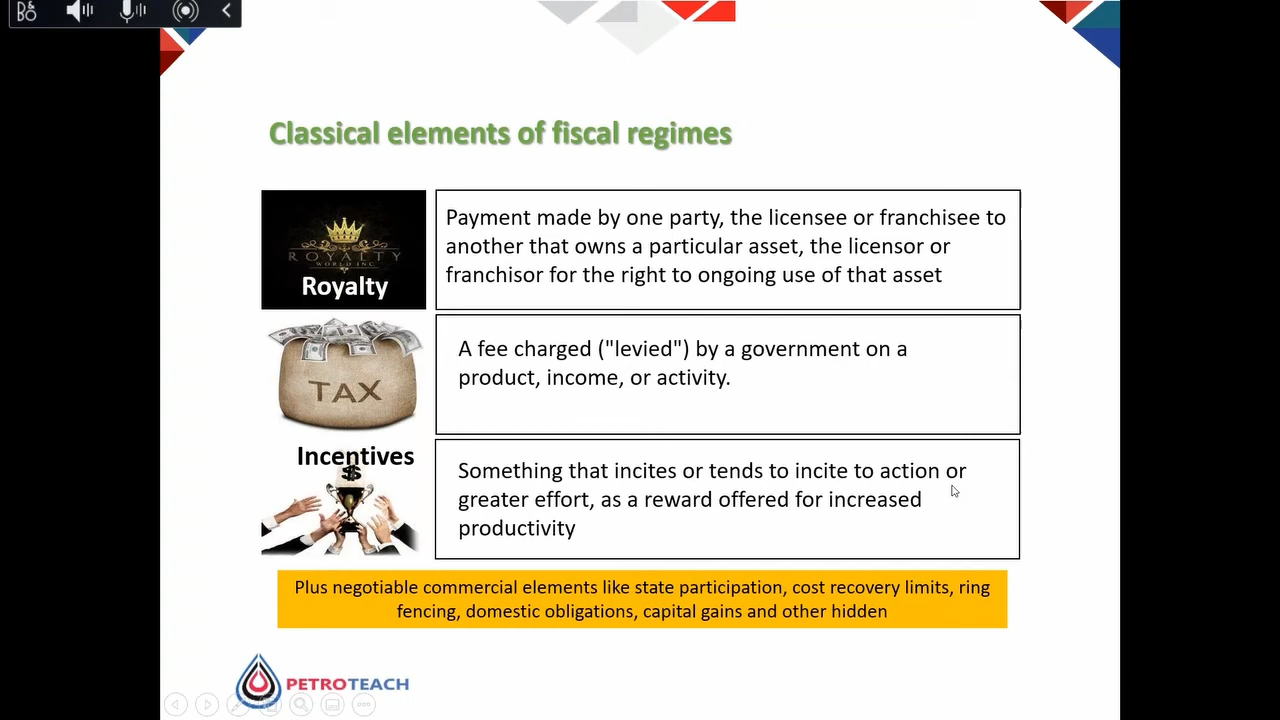 Classical elements of fiscal regimes
ROYALTY
WORLD INC
Royalty
Payment made by one party, the licensee or franchisee to
another that owns a particular asset, the licensor or
franchisor for the right to ongoing use of that asset
TAX
A fee charged ("levied") by a government on a
product, income, or activity.
Incentives
$
Something that incites or tends to incite to action or
greater effort, as a reward offered for increased
productivity
Plus negotiable commercial elements like state participation, cost recovery limits, ring
fencing, domestic obligations, capital gains and other hidden
PETROTEACH